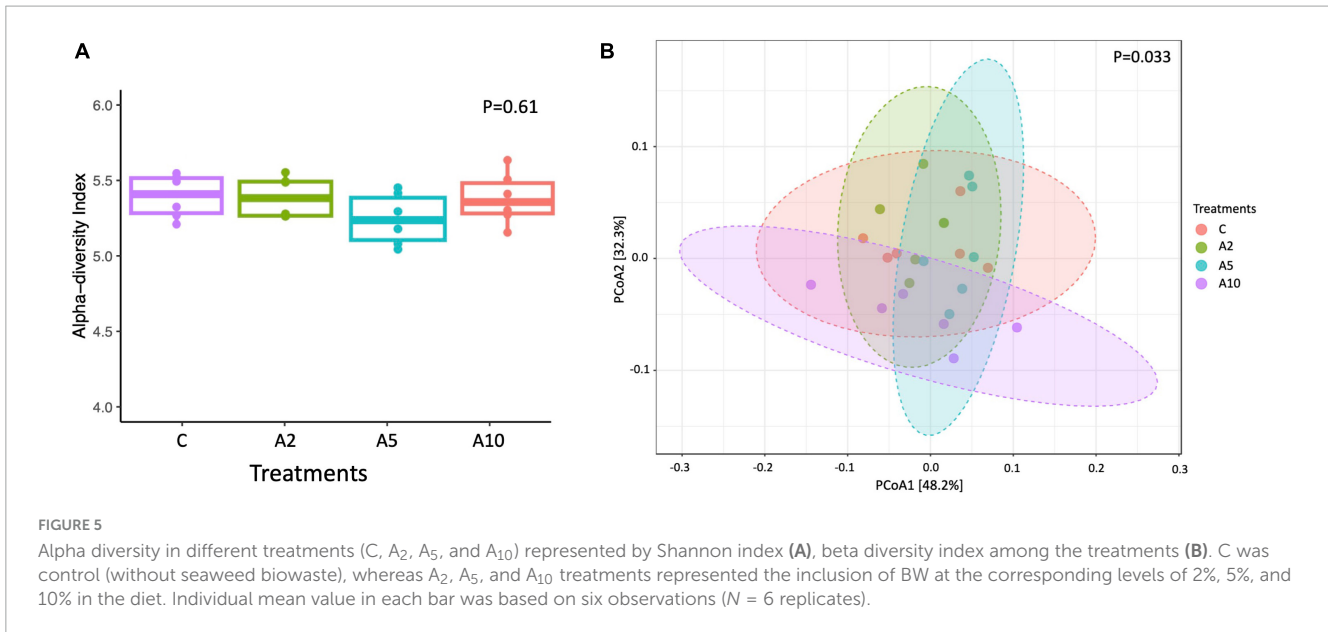 A
P=0.61
6.0
5.5
5.0
4.5
4.0
Alpha–diversity Index
C A2 A5 A10
Treatments
B
P=0.033
0.1
0.0
-0.1
PCoA2 [32.3%]
-0.3 -0.2 -0.1 0.0 0.1 0.2 0.3
PCoA1 [48.2%]
Treatments
C
A2
A5
A10
FIGURE 5
Alpha diversity in different treatments (C, A2, A5, and A10) represented by Shannon index (A), beta diversity index among the treatments (B). C was
control (without seaweed biowaste), whereas A2, A5, and A10 treatments represented the inclusion of BW at the corresponding levels of 2%, 5%, and
10% in the diet. Individual mean value in each bar was based on six observations (N = 6 replicates).